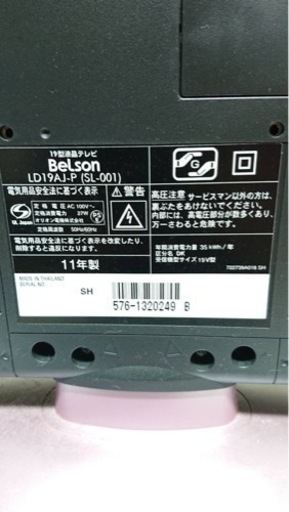 19型液晶テレビ
BeLson
LD19AJ-P (SL-001)
電気用品安全法に基づく表示
定格電圧 AC 100V～
定格消費電力 27W
オリオン電機株式会社
定格周波数 50Hz/60Hz
電気用品安全法に基づく表示を改変したり、
削除すると違反になります。
11年製
⚠警告
高圧注意 サービスマン以外の方は、
裏ぶたをあけないでください。
内部には、高電圧部分が数多くあり、
万一さわると危険です。
年間消費電力量 35 kWh/年
区分名 DK
受信機型サイズ 19V型
MADE IN THAILAND
SERIAL NO.
SH
576-1320249 B